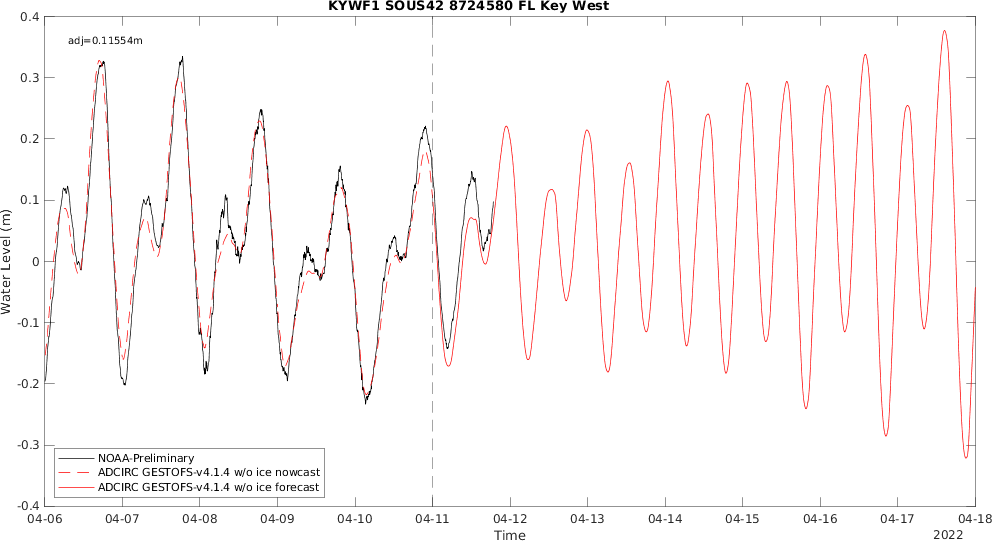 KYWF1 SOUS42 8724580 FL Key West
adj=0.11554m
0.4
0.3
0.2
0.1
0
-0.1
-0.2
-0.3
-0.4
Water Level (m)
NOAA-Preliminary
ADCIRC GESTOFS-v4.1.4 w/o ice nowcast
ADCIRC GESTOFS-v4.1.4 w/o ice forecast
04-06 04-07 04-08 04-09 04-10 04-11 04-12 04-13 04-14 04-15 04-16 04-17 04-18
Time
2022